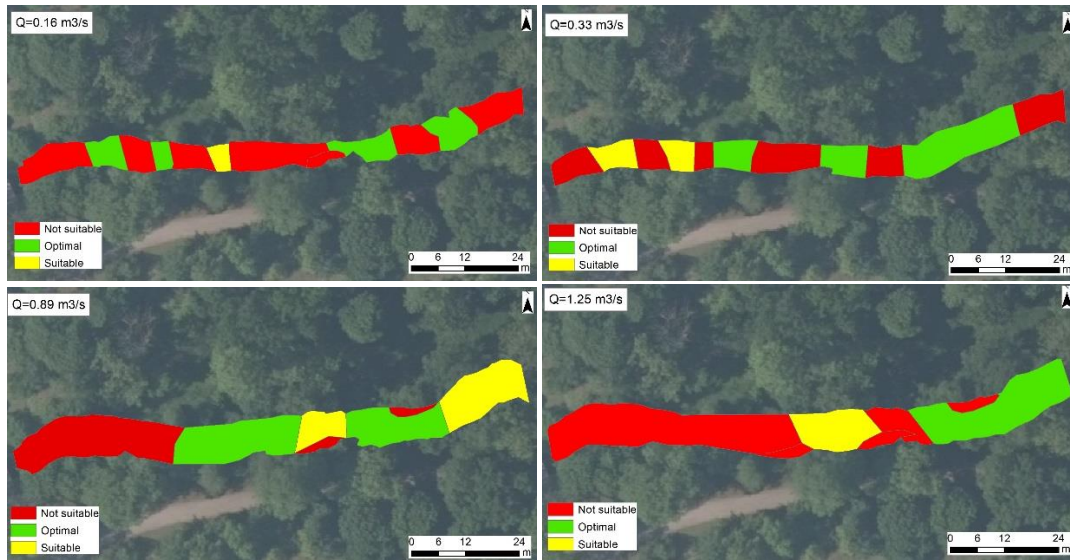 Q=0.16 m3/s
Not suitable
Optimal
Suitable
0 6 12 24
m
Q=0.33 m3/s
Not suitable
Optimal
Suitable
0 6 12 24
m
Q=0.89 m3/s
Not suitable
Optimal
Suitable
0 6 12 24
m
Q=1.25 m3/s
Not suitable
Optimal
Suitable
0 6 12 24
m